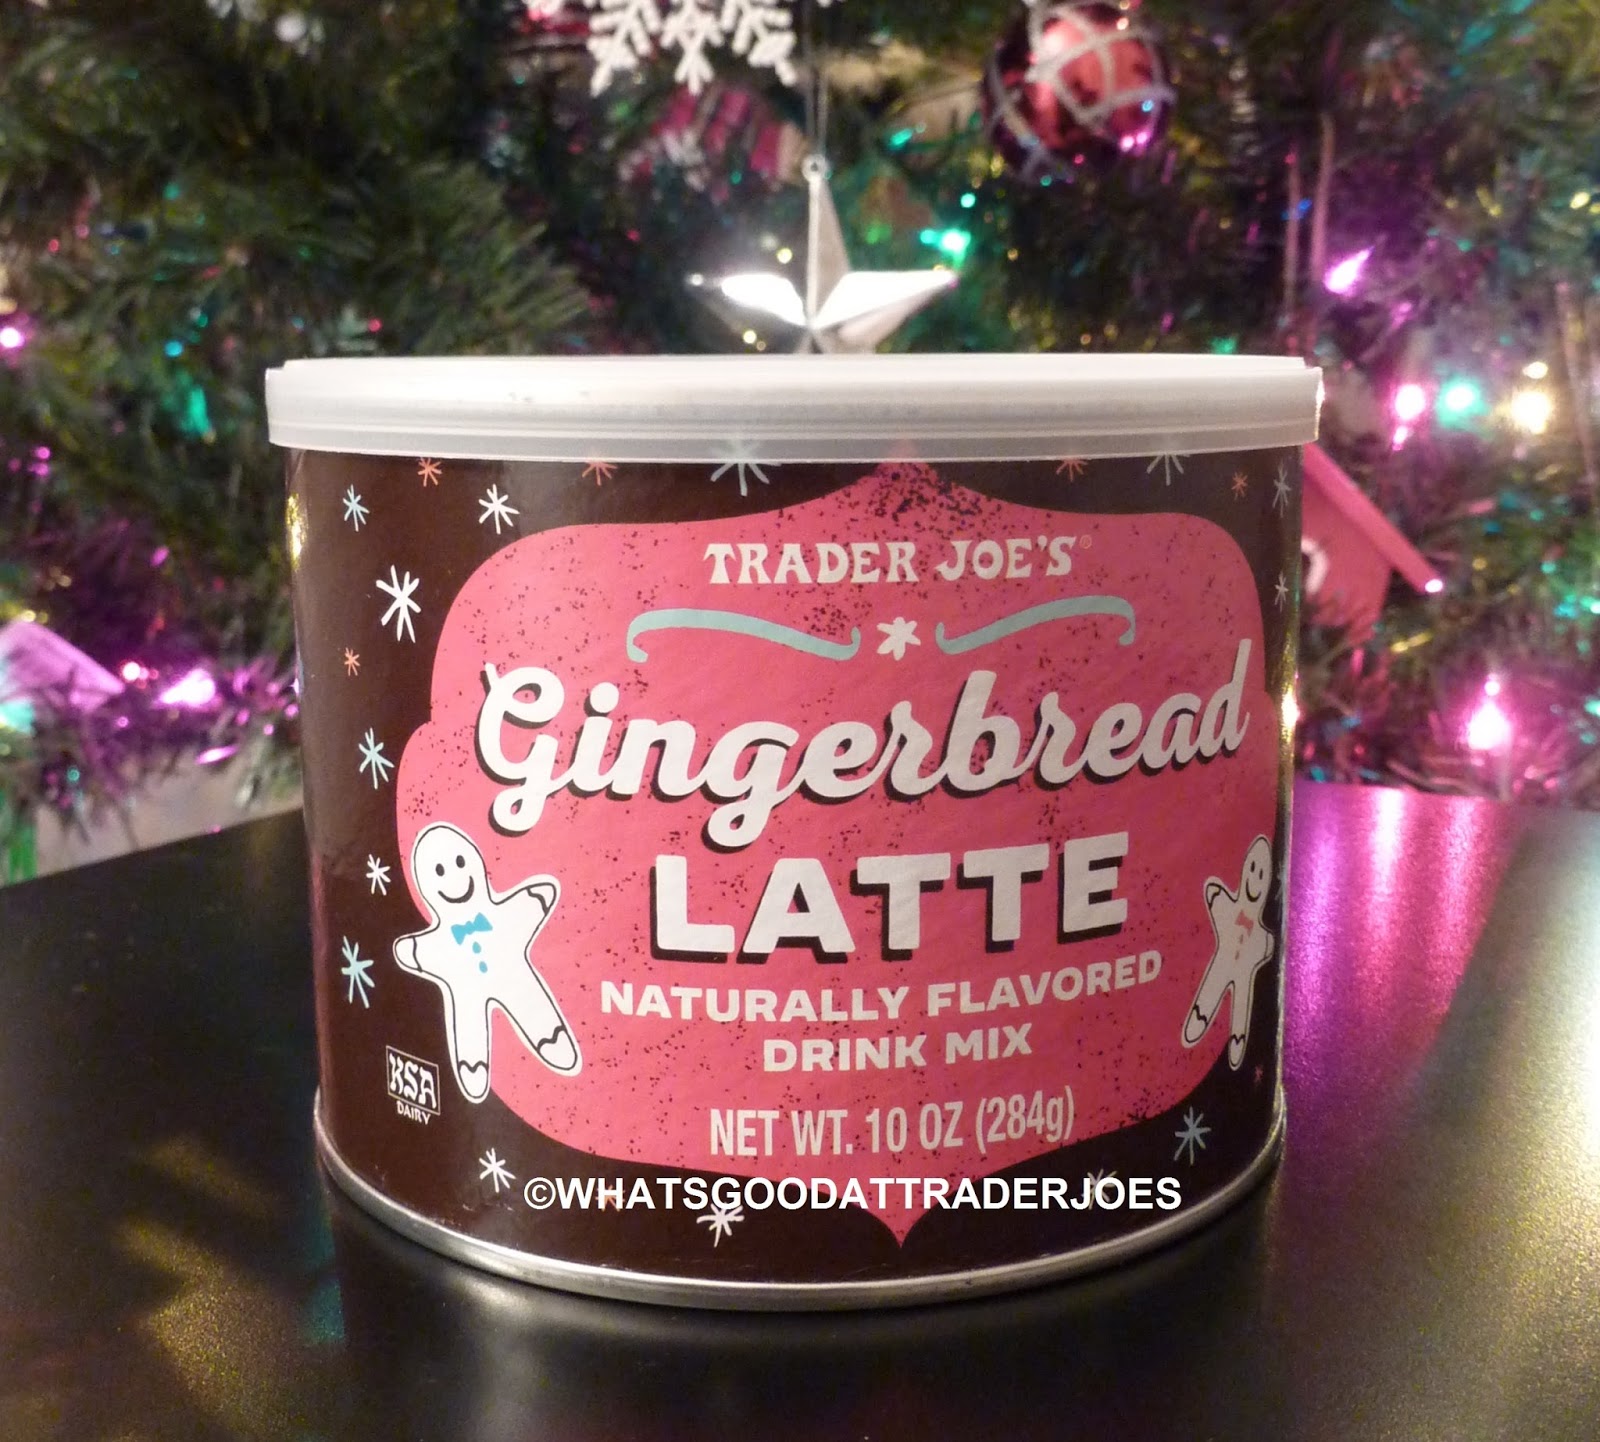 TRADER JOE'S®
Gingerbread
LATTE
NATURALLY FLAVORED
DRINK MIX
NET WT. 10 OZ (284g)
KSA
DAIRY
©WHATSGOODATTRADERJOES